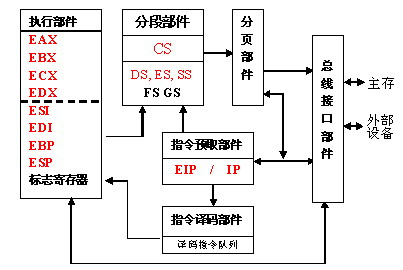 执行部件
EAX
EBX
ECX
EDX
ESI
EDI
EBP
ESP
标志寄存器
分段部件
CS
DS, ES, SS
FS GS
分
页
部
件
指令预取部件
EIP / IP
指令译码部件
译码指令队列
总
线
接
口
部
件
主存
外部
设备